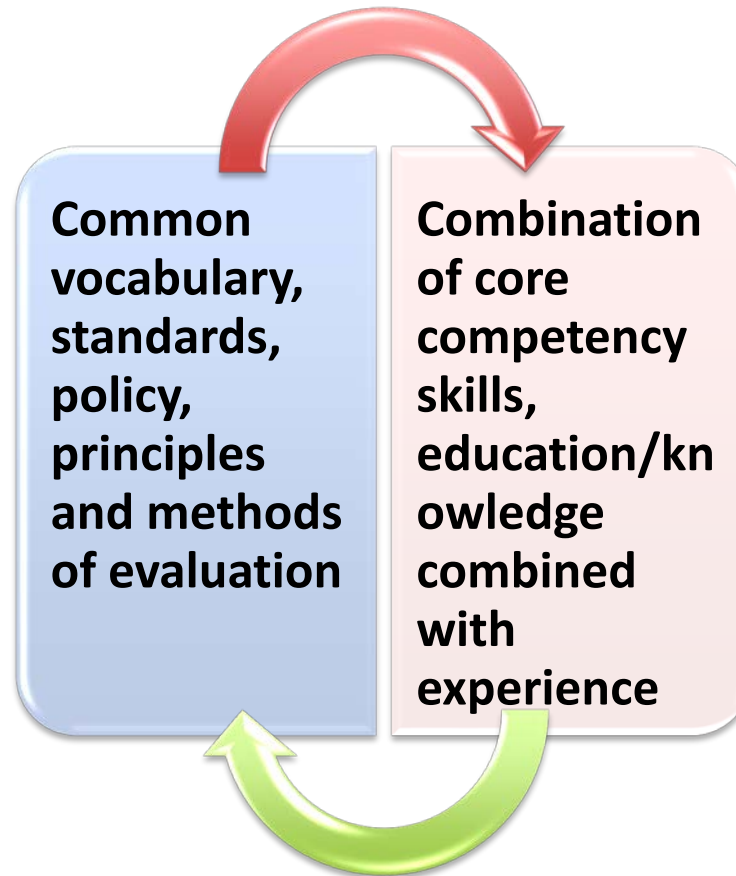 Common
vocabulary,
standards,
policy,
principles
and methods
of evaluation
Combination
of core
competency
skills,
education/kn
owledge
combined
with
experience